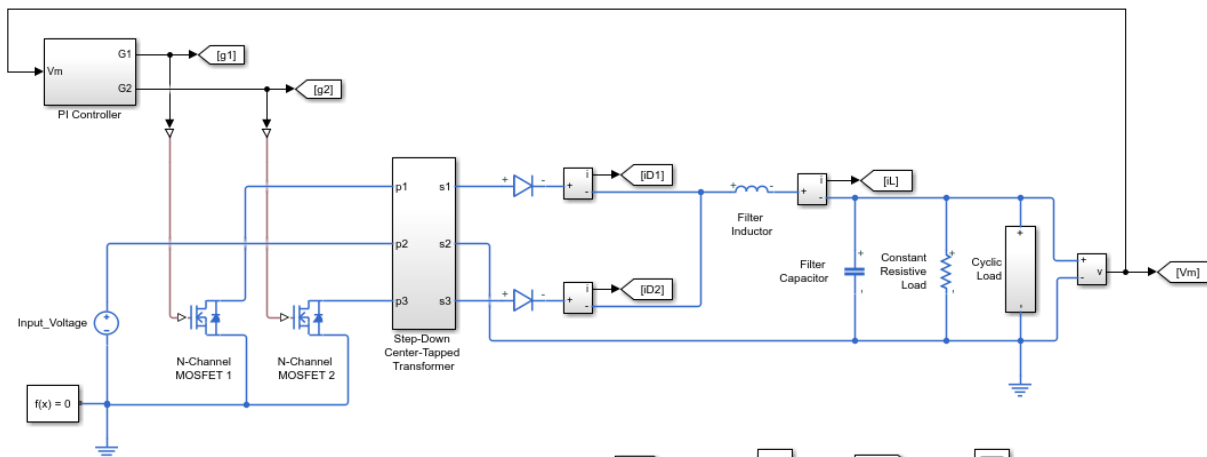 G1
[g1]
Vm
G2
[g2]
PI Controller
p1
s1
+
-
+
i
-
[iD1]
+
-
+
i
-
[iL]
Filter
Inductor
p2
s2
Filter
Capacitor
+
-
Constant
Resistive
Load
+
-
Cyclic
Load
+
-
+
-
v
[Vm]
p3
s3
+
-
+
i
-
[iD2]
Input_Voltage
+
-
N-Channel
MOSFET 1
N-Channel
MOSFET 2
Step-Down
Center-Tapped
Transformer
f(x) = 0